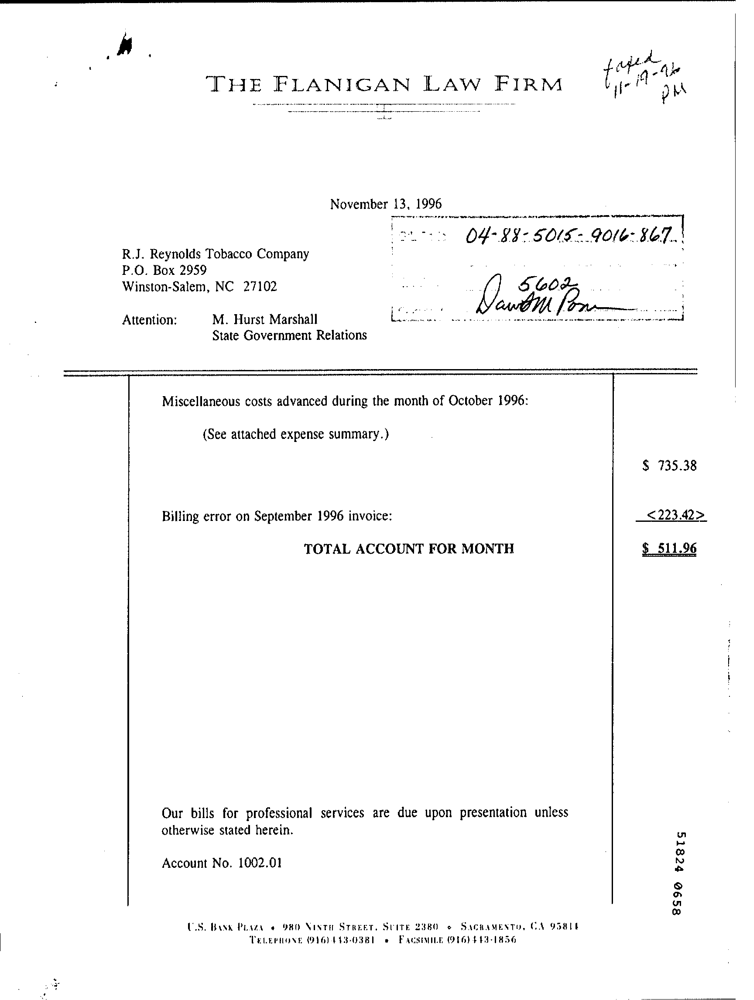 THE FLANIGAN LAW FIRM
faxed
11-19-96
PM
November 13, 1996
04-88-5015-9016-867
R.J. Reynolds Tobacco Company
P.O. Box 2959
Winston-Salem, NC 27102
5602
Attention: M. Hurst Marshall
State Government Relations
Miscellaneous costs advanced during the month of October 1996:
(See attached expense summary.)
$ 735.38
Billing error on September 1996 invoice: <223.42>
TOTAL ACCOUNT FOR MONTH $ 511.96
Our bills for professional services are due upon presentation unless
otherwise stated herein.
Account No. 1002.01
51824 0658
U.S. BANK PLAZA • 980 NINTH STREET, SUITE 2380 • SACRAMENTO, CA 95814
TELEPHONE (916) 443-0381 • FACSIMILE (916) 443-1856